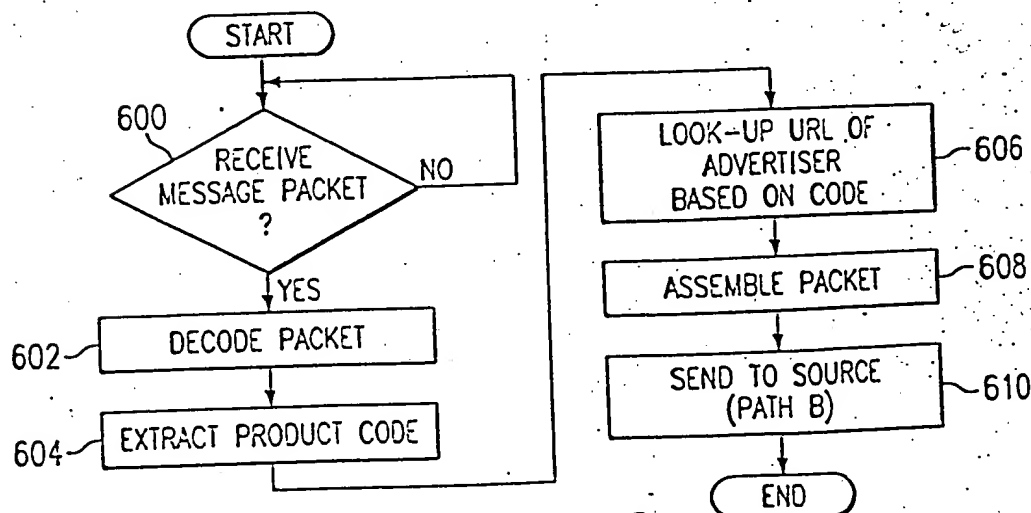 START
600
RECEIVE
MESSAGE PACKET
?
NO
YES
602
DECODE PACKET
604
EXTRACT PRODUCT CODE
LOOK-UP URL OF
ADVERTISER
BASED ON CODE
606
ASSEMBLE PACKET
608
SEND TO SOURCE
(PATH B)
610
END